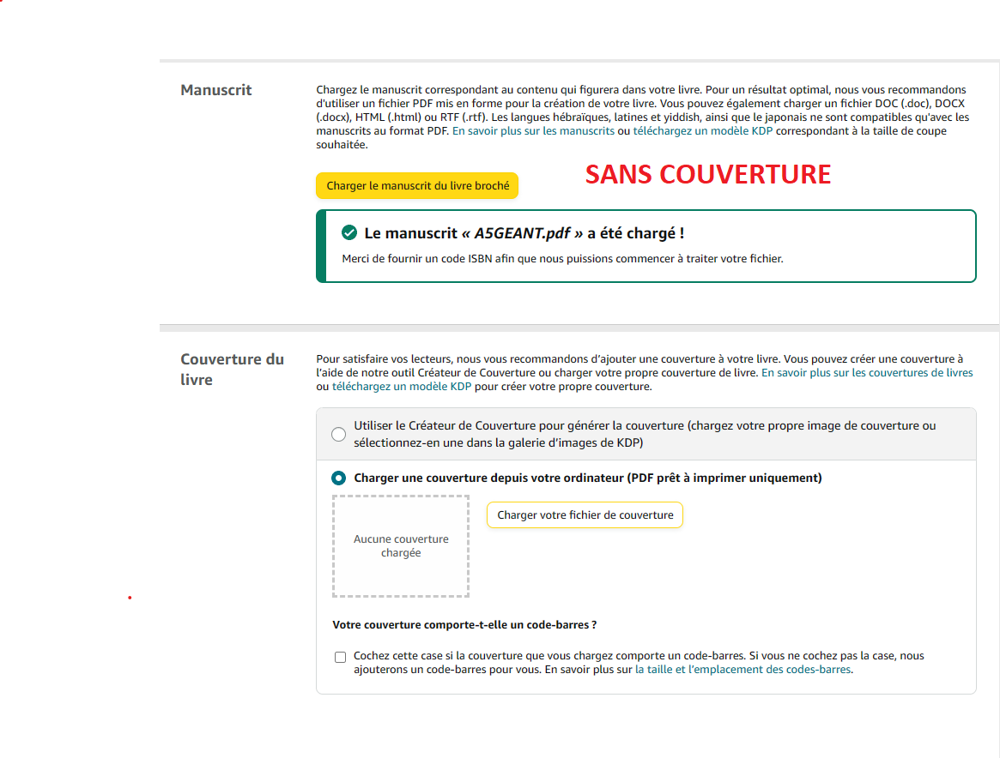 Manuscrit
Chargez le manuscrit correspondant au contenu qui figurera dans votre livre. Pour un résultat optimal, nous vous recommandons
d'utiliser un fichier PDF mis en forme pour la création de votre livre. Vous pouvez également charger un fichier DOC (.doc), DOCX
(.docx), HTML (.html) ou RTF (.rtf). Les langues hébraïques, latines et yiddish, ainsi que le japonais ne sont compatibles qu'avec les
manuscrits au format PDF. En savoir plus sur les manuscrits ou téléchargez un modèle KDP correspondant à la taille de coupe
souhaitée.
Charger le manuscrit du livre broché
SANS COUVERTURE
Le manuscrit « A5GEANT.pdf » a été chargé !
Merci de fournir un code ISBN afin que nous puissions commencer à traiter votre fichier.
Couverture du
livre
Pour satisfaire vos lecteurs, nous vous recommandons d’ajouter une couverture à votre livre. Vous pouvez créer une couverture à
l’aide de notre outil Créateur de Couverture ou charger votre propre couverture de livre. En savoir plus sur les couvertures de livres
ou téléchargez un modèle KDP pour créer votre propre couverture.
Utiliser le Créateur de Couverture pour générer la couverture (chargez votre propre image de couverture ou
sélectionnez-en une dans la galerie d’images de KDP)
Charger une couverture depuis votre ordinateur (PDF prêt à imprimer uniquement)
Aucune couverture
chargée
Charger votre fichier de couverture
Votre couverture comporte-t-elle un code-barres ?
Cochez cette case si la couverture que vous chargez comporte un code-barres. Si vous ne cochez pas la case, nous
ajouterons un code-barres pour vous. En savoir plus sur la taille et l’emplacement des codes-barres.